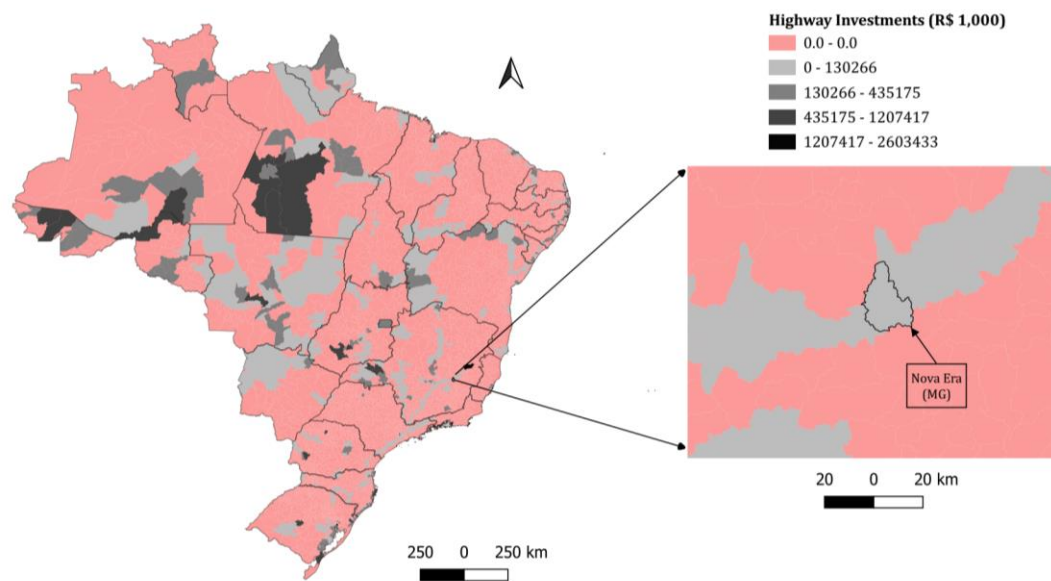 Highway Investments (R$ 1,000)
0.0 - 0.0
0 - 130266
130266 - 435175
435175 - 1207417
1207417 - 2603433
Nova Era
(MG)
20 0 20 km
250 0 250 km